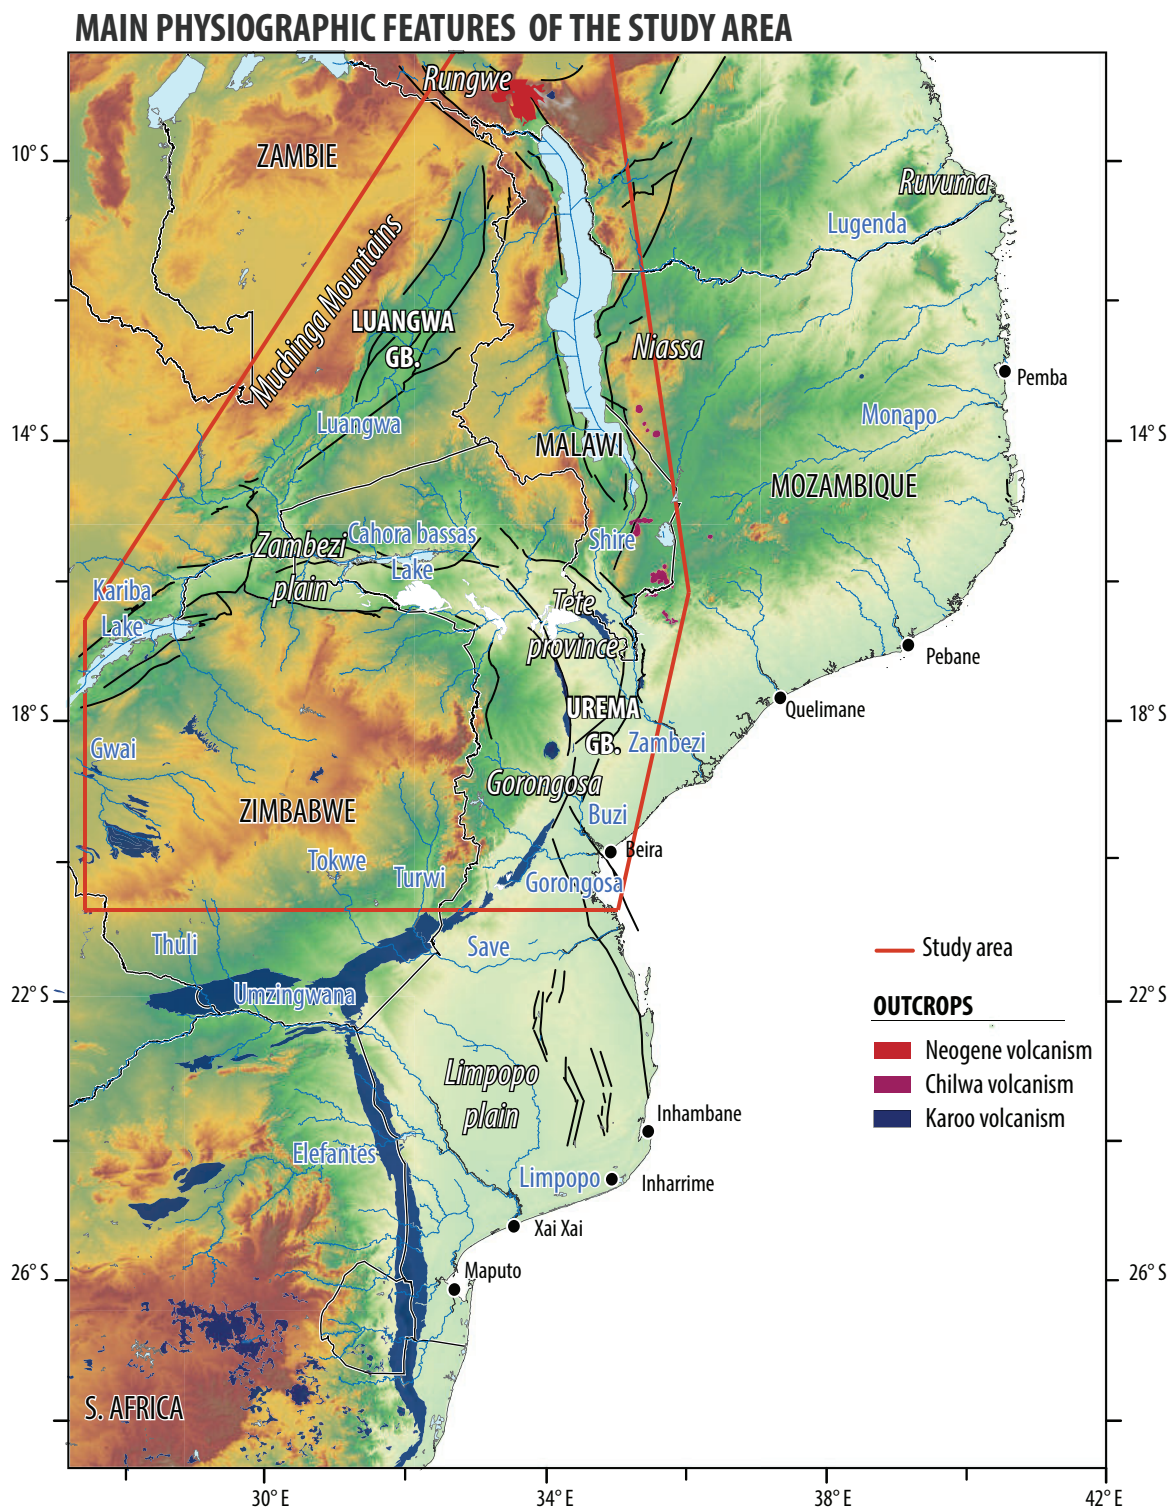 MAIN PHYSIOGRAPHIC FEATURES OF THE STUDY AREA
Rungwe
10° S
ZAMBIE
Ruvuma
Lugenda
Muchinga Mountains
LUANGWA
GB.
Niassa
Pemba
Luangwa
Monapo
14° S
MALAWI
14° S
MOZAMBIQUE
Zambezi
plain
Cahora bassas
Lake
Shire
Kariba
Lake
Tete
province
Pebane
UREMA
GB.
Quelimane
18° S
Gwai
Zambezi
Gorongosa
ZIMBABWE
Buzi
Beira
Tokwe
Turwi
Gorongosa
Thuli
Save
Study area
22° S
Umzingwana
22° S
OUTCROPS
Neogene volcanism
Limpopo
plain
Chilwa volcanism
Inhambane
Karoo volcanism
Elefantes
Limpopo
Inharrime
Xai Xai
26° S
Maputo
26° S
S. AFRICA
30° E
34° E
38° E
42° E